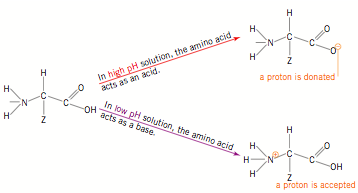 H
H
N
H
C
Z
C
O
OH
In high pH solution, the amino acid
acts as an acid.
In low pH solution, the amino acid
acts as a base.
H
H
N
H
C
Z
C
O
O⊖
a proton is donated
H
H
H
N⊕
H
C
Z
C
O
OH
a proton is accepted